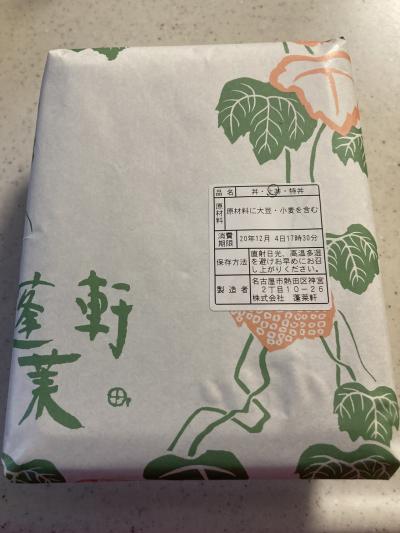 品名 丼・上丼・特丼
原材料 原材料に大豆・小麦を含む
消費期限 20年12月 4日17時30分
保存方法 直射日光、高温多湿
を避けお早めにお召
し上がりください。
製造者 名古屋市熱田区神宮
2丁目10-26
株式会社 蓬莱軒
蓬莱
軒